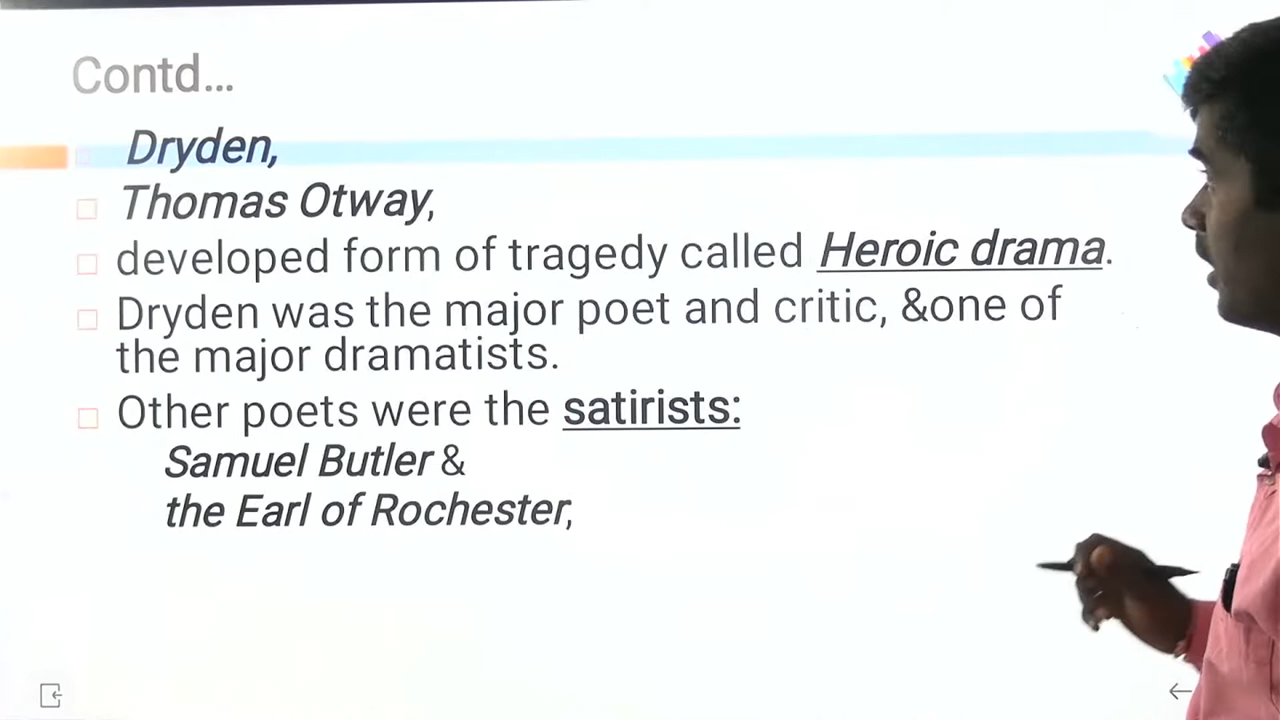 Contd...
Dryden,
Thomas Otway,
developed form of tragedy called Heroic drama.
Dryden was the major poet and critic, &one of
the major dramatists.
Other poets were the satirists:
Samuel Butler &
the Earl of Rochester,